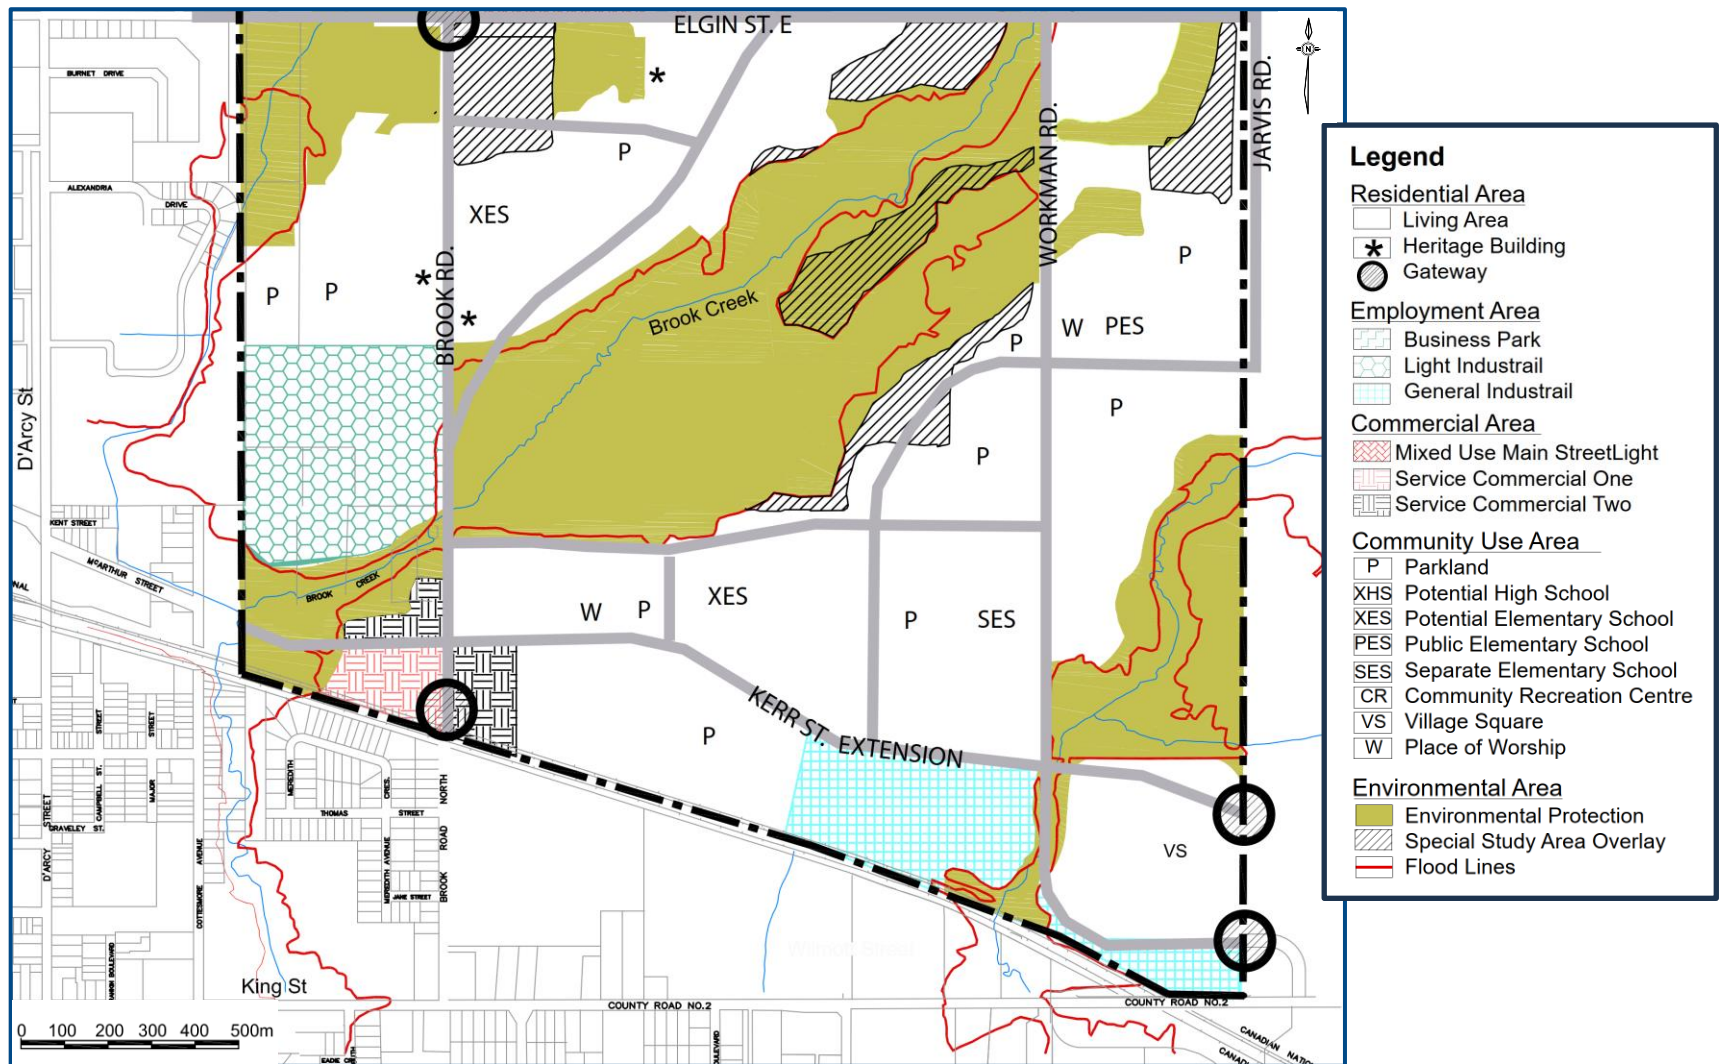 ELGIN ST. E
BURNET DRIVE
JARVIS RD.
WORKMAN RD.
P
ALEXANDRIA
DRIVE
XES
N
BROOK RD.
P
P
P
Brook Creek
W
PES
P
P
D'Arcy St
P
KENT STREET
McARTHUR STREET
BROOK
CREEK
W
P
XES
P
SES
KERR ST. EXTENSION
P
STREET
STREET
CAMPBELL ST.
MAJOR
MEREDITH
CRES.
NORTH
THOMAS
STREET
GRAVELEY ST.
STREET
D'ARCY
COTTESMORE
AVENUE
MEREDITH AVENUE
ROAD
BROOK
JANE STREET
VS
King St
COUNTY ROAD NO.2
COUNTY ROAD NO.2
CANADIAN
0 100 200 300 400 500m
Legend
Residential Area
Living Area
Heritage Building
Gateway
Employment Area
Business Park
Light Industrail
General Industrail
Commercial Area
Mixed Use Main StreetLight
Service Commercial One
Service Commercial Two
Community Use Area
P Parkland
XHS Potential High School
XES Potential Elementary School
PES Public Elementary School
SES Separate Elementary School
CR Community Recreation Centre
VS Village Square
W Place of Worship
Environmental Area
Environmental Protection
Special Study Area Overlay
Flood Lines